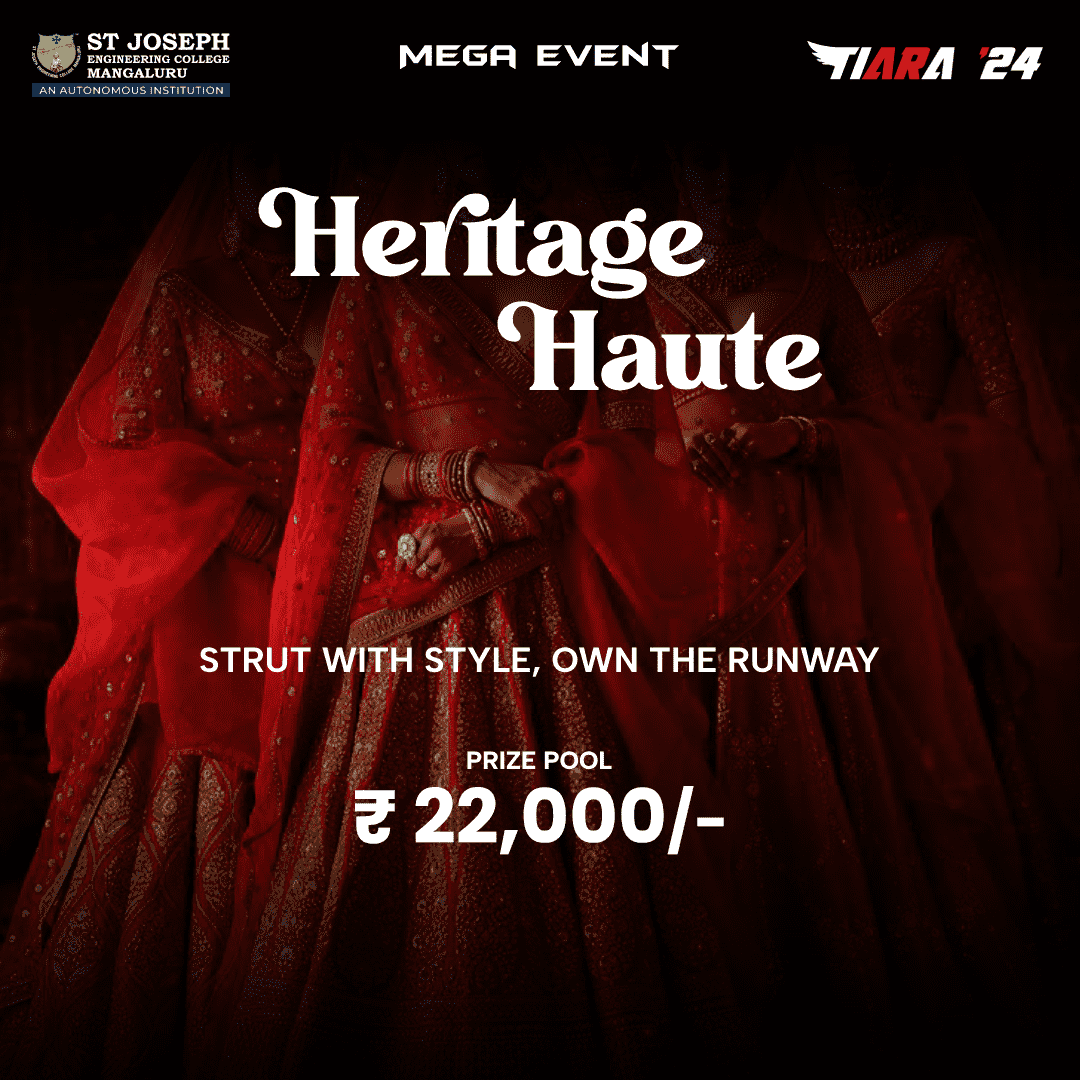 ST JOSEPH
ENGINEERING COLLEGE
MANGALURU
AN AUTONOMOUS INSTITUTION
MEGA EVENT
TIARA '24
Heritage
Haute
STRUT WITH STYLE, OWN THE RUNWAY
PRIZE POOL
₹ 22,000/-